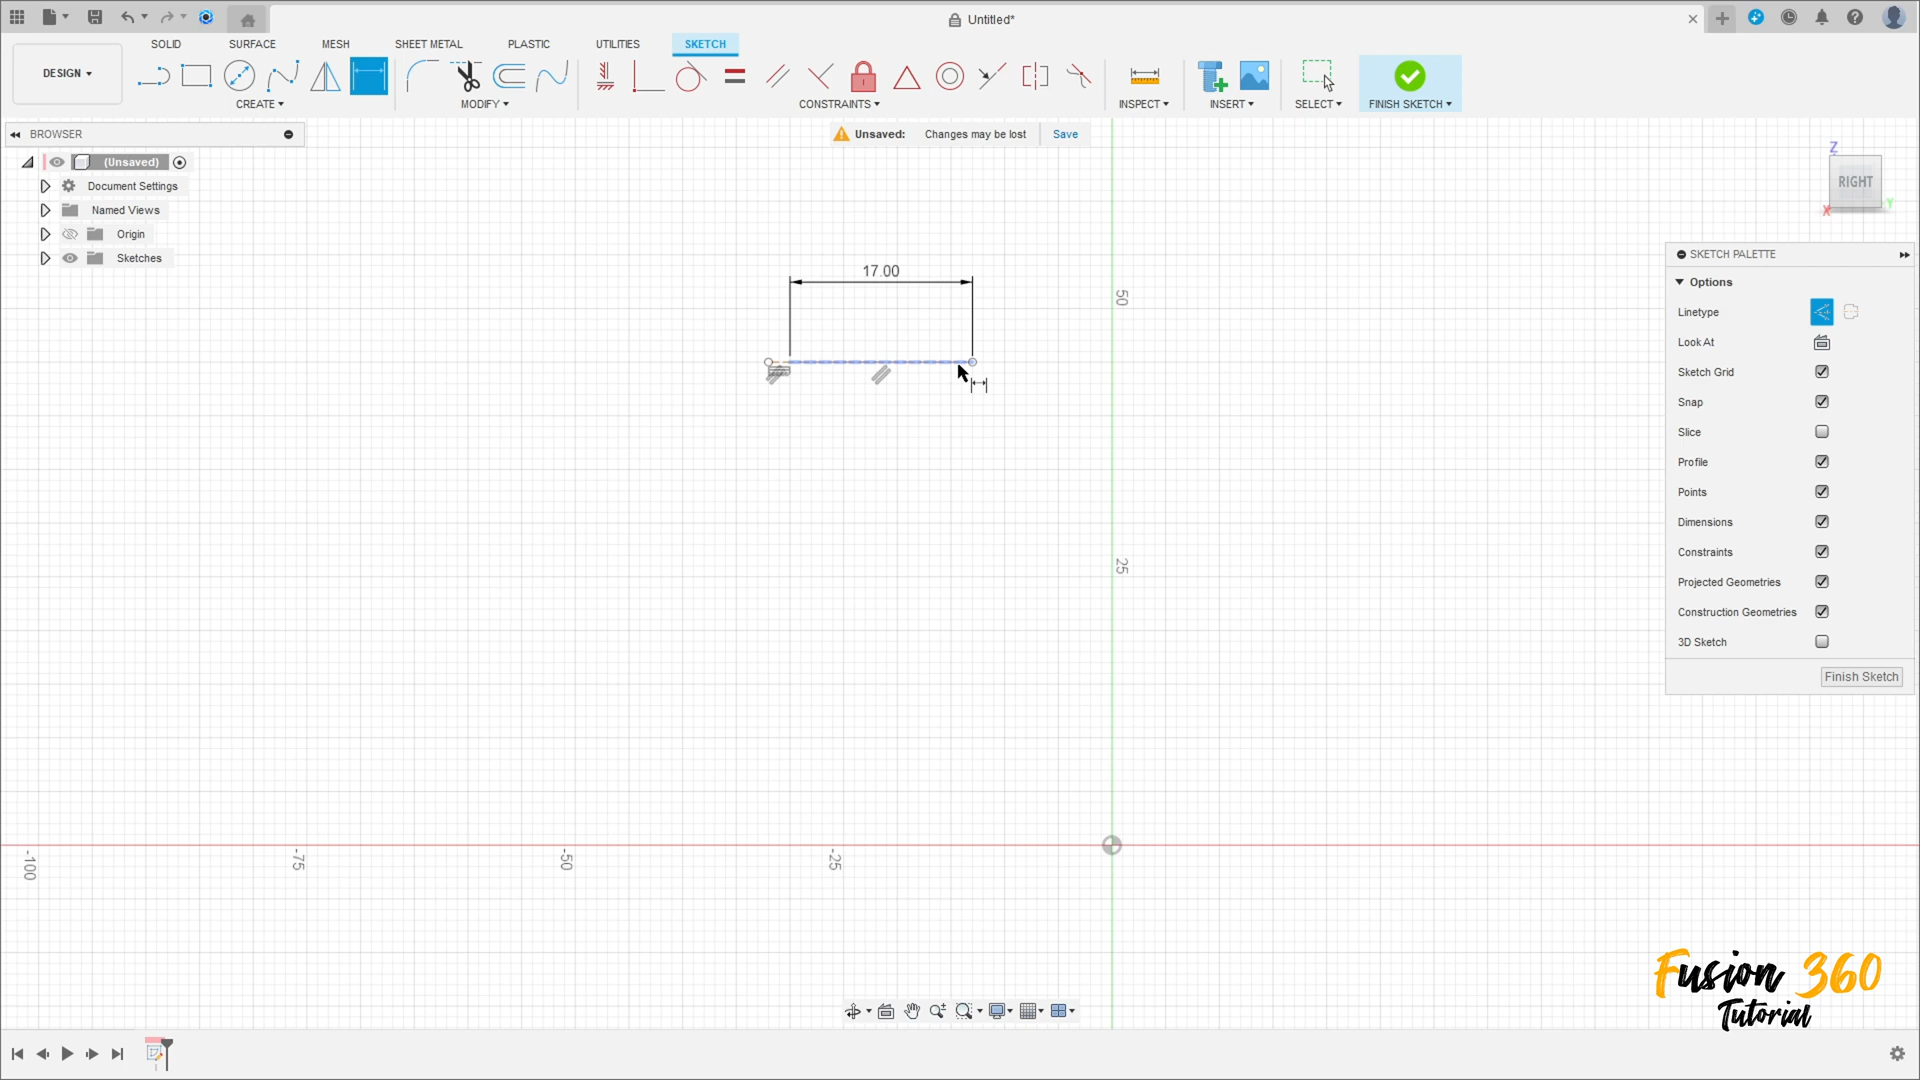 Untitled*
SOLID
SURFACE
MESH
SHEET METAL
PLASTIC
UTILITIES
SKETCH
DESIGN
CREATE
MODIFY
CONSTRAINTS
INSPECT
INSERT
SELECT
FINISH SKETCH
BROWSER
Unsaved: Changes may be lost Save
(Unsaved)
Document Settings
Named Views
Origin
Sketches
Z
RIGHT
X
Y
SKETCH PALETTE
Options
Linetype
Look At
Sketch Grid
Snap
Slice
Profile
Points
Dimensions
Constraints
Projected Geometries
Construction Geometries
3D Sketch
Finish Sketch
17.00
50
25
-100
-75
-50
-25
Fusion 360
Tutorial